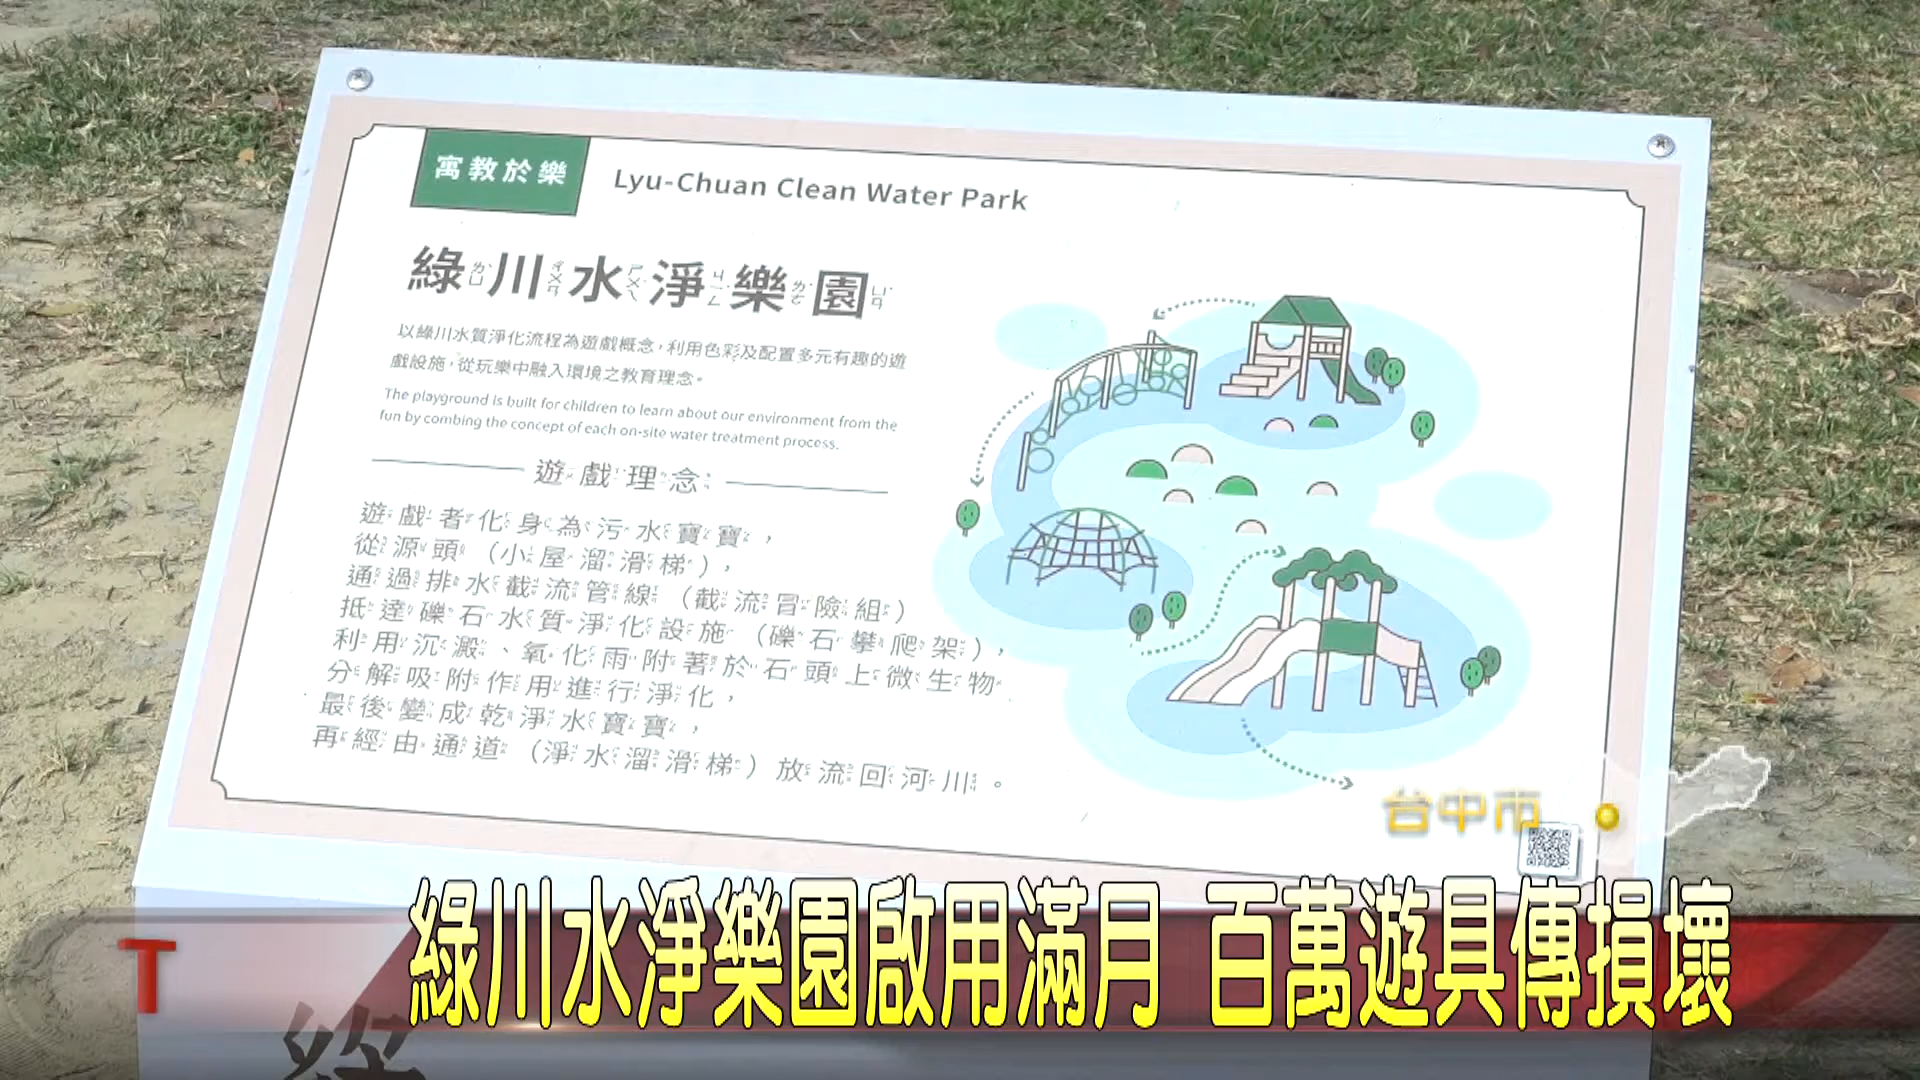 寓教於樂
Lyu-Chuan Clean Water Park
綠川水淨樂園
以綠川水質淨化流程為遊戲概念，利用色彩及配置多元有趣的遊
戲設施，從玩樂中融入環境之教育理念。
The playground is built for children to learn about our environment from the
fun by combing the concept of each on-site water treatment process.
遊戲理念
遊戲者化身為污水寶寶，
從源頭（小屋溜滑梯），
通過排水截流管線（截流冒險組）
抵達礫石水質淨化設施（礫石攀爬架），
利用沉澱、氧化兩附著於石頭上微生物
分解吸附作用進行淨化，
最後變成乾淨水寶寶，
再經由通道（淨水溜滑梯）放流回河川。
台中市
T
綠川水淨樂園啟用滿月 百萬遊具傳損壞